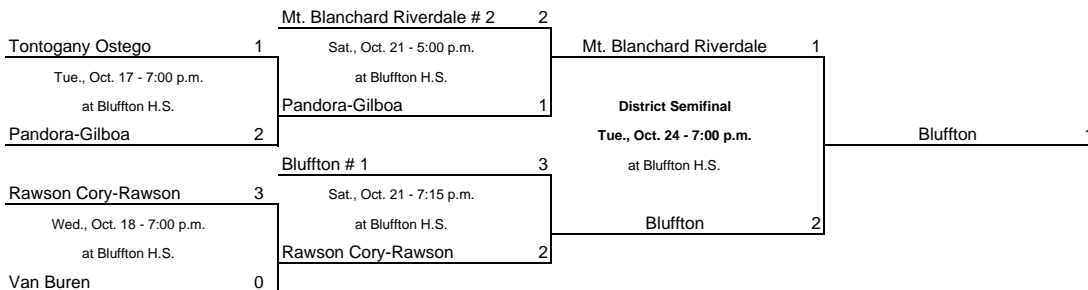 Mt. Blanchard Riverdale # 2 2
Tontogany Ostego 1
Sat., Oct. 21 - 5:00 p.m.
Mt. Blanchard Riverdale 1
Tue., Oct. 17 - 7:00 p.m.
at Bluffton H.S.
at Bluffton H.S.
Pandora-Gilboa 1
District Semifinal
Pandora-Gilboa 2
Tue., Oct. 24 - 7:00 p.m.
Bluffton
Bluffton # 1 3
at Bluffton H.S.
Rawson Cory-Rawson 3
Sat., Oct. 21 - 7:15 p.m.
Wed., Oct. 18 - 7:00 p.m.
at Bluffton H.S.
Bluffton 2
at Bluffton H.S.
Rawson Cory-Rawson 2
Van Buren 0